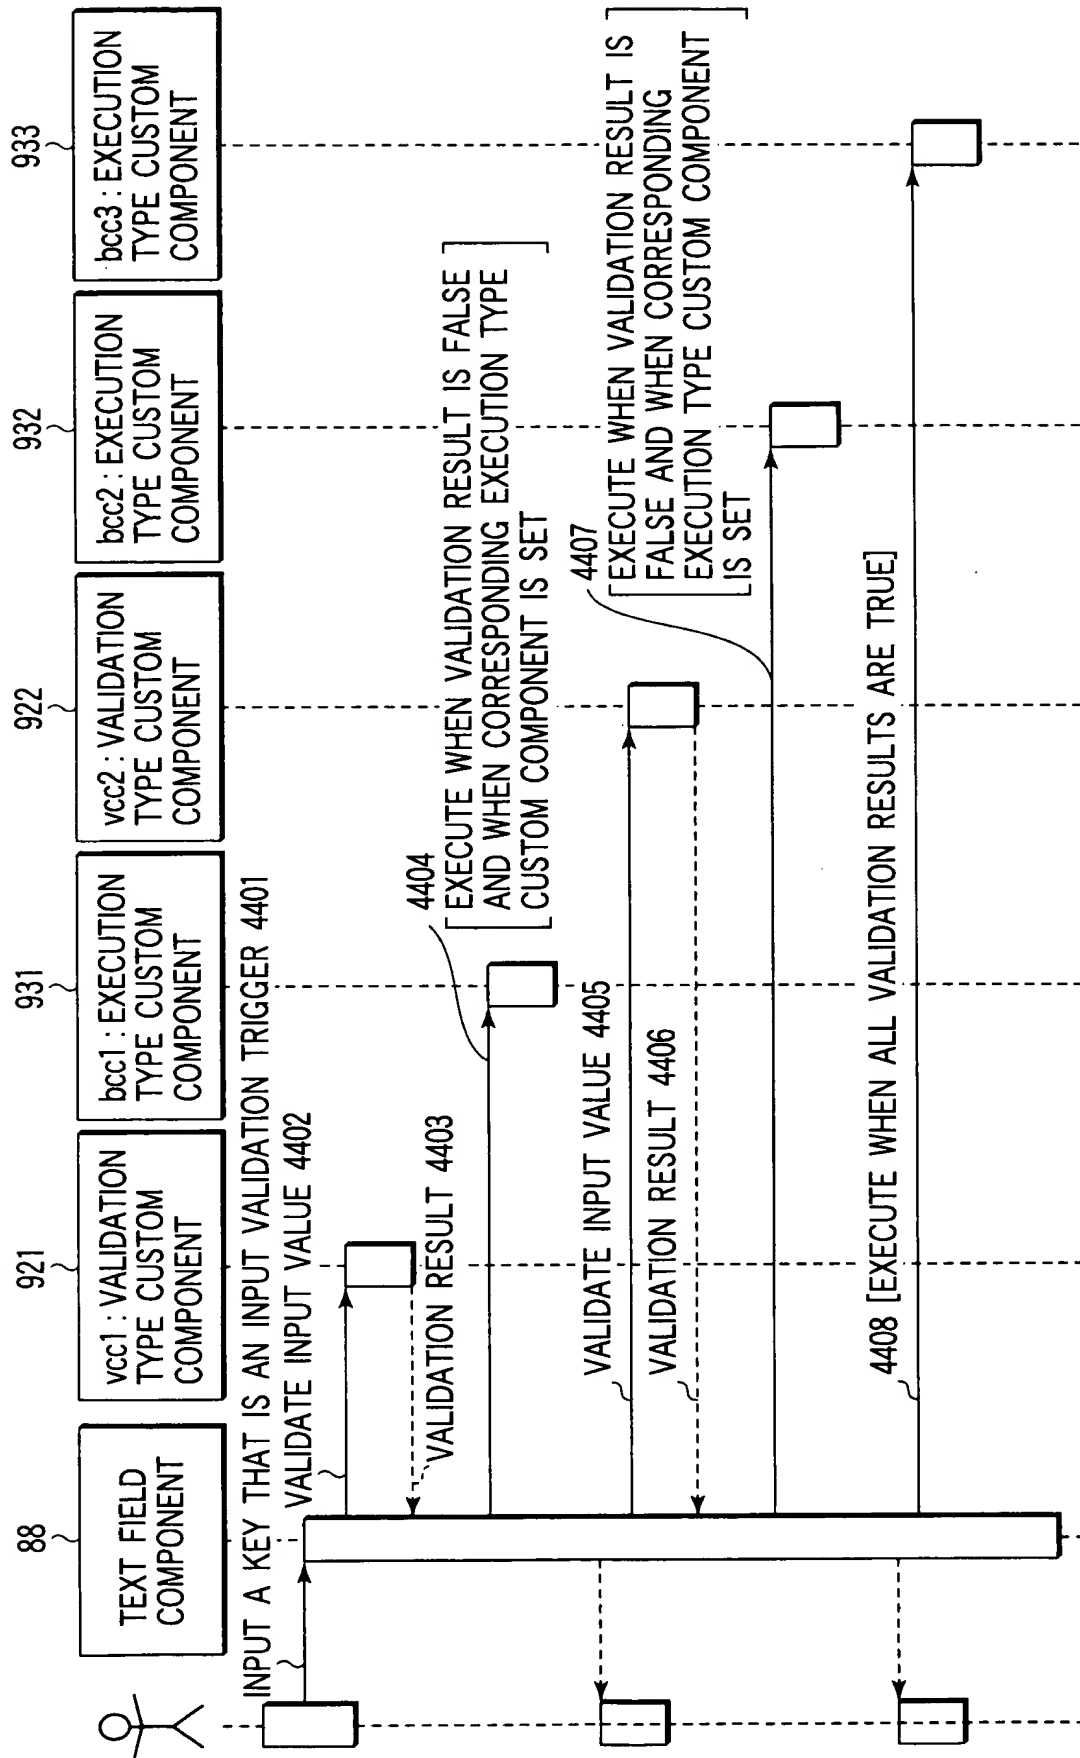 88
TEXT FIELD
COMPONENT
921
vcc1 : VALIDATION
TYPE CUSTOM
COMPONENT
931
bcc1 : EXECUTION
TYPE CUSTOM
COMPONENT
922
vcc2 : VALIDATION
TYPE CUSTOM
COMPONENT
932
bcc2 : EXECUTION
TYPE CUSTOM
COMPONENT
933
bcc3 : EXECUTION
TYPE CUSTOM
COMPONENT
INPUT A KEY THAT IS AN INPUT VALIDATION TRIGGER 4401
VALIDATE INPUT VALUE 4402
VALIDATION RESULT 4403
4404
EXECUTE WHEN VALIDATION RESULT IS FALSE
AND WHEN CORRESPONDING EXECUTION TYPE
CUSTOM COMPONENT IS SET
VALIDATE INPUT VALUE 4405
VALIDATION RESULT 4406
4407
EXECUTE WHEN VALIDATION RESULT IS
FALSE AND WHEN CORRESPONDING
EXECUTION TYPE CUSTOM COMPONENT
IS SET
4408 [EXECUTE WHEN ALL VALIDATION RESULTS ARE TRUE]